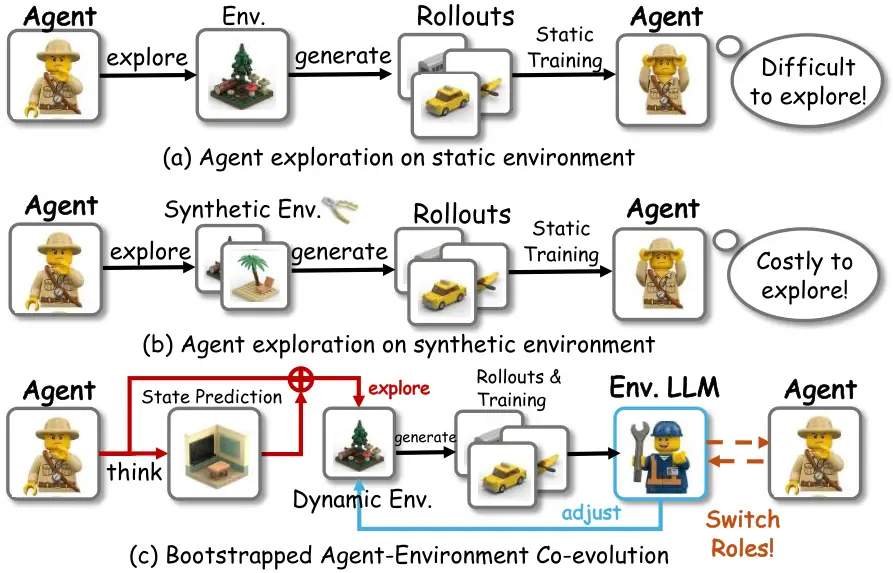 Agent
Env.
Rollouts
Agent
explore
generate
Static
Training
Difficult
to explore!
(a) Agent exploration on static environment
Agent
Synthetic Env.
Rollouts
Agent
explore
generate
Static
Training
Costly to
explore!
(b) Agent exploration on synthetic environment
Agent
State Prediction
explore
Rollouts &
Training
Env. LLM
Agent
think
generate
Dynamic Env.
adjust
Switch
Roles!
(c) Bootstrapped Agent-Environment Co-evolution